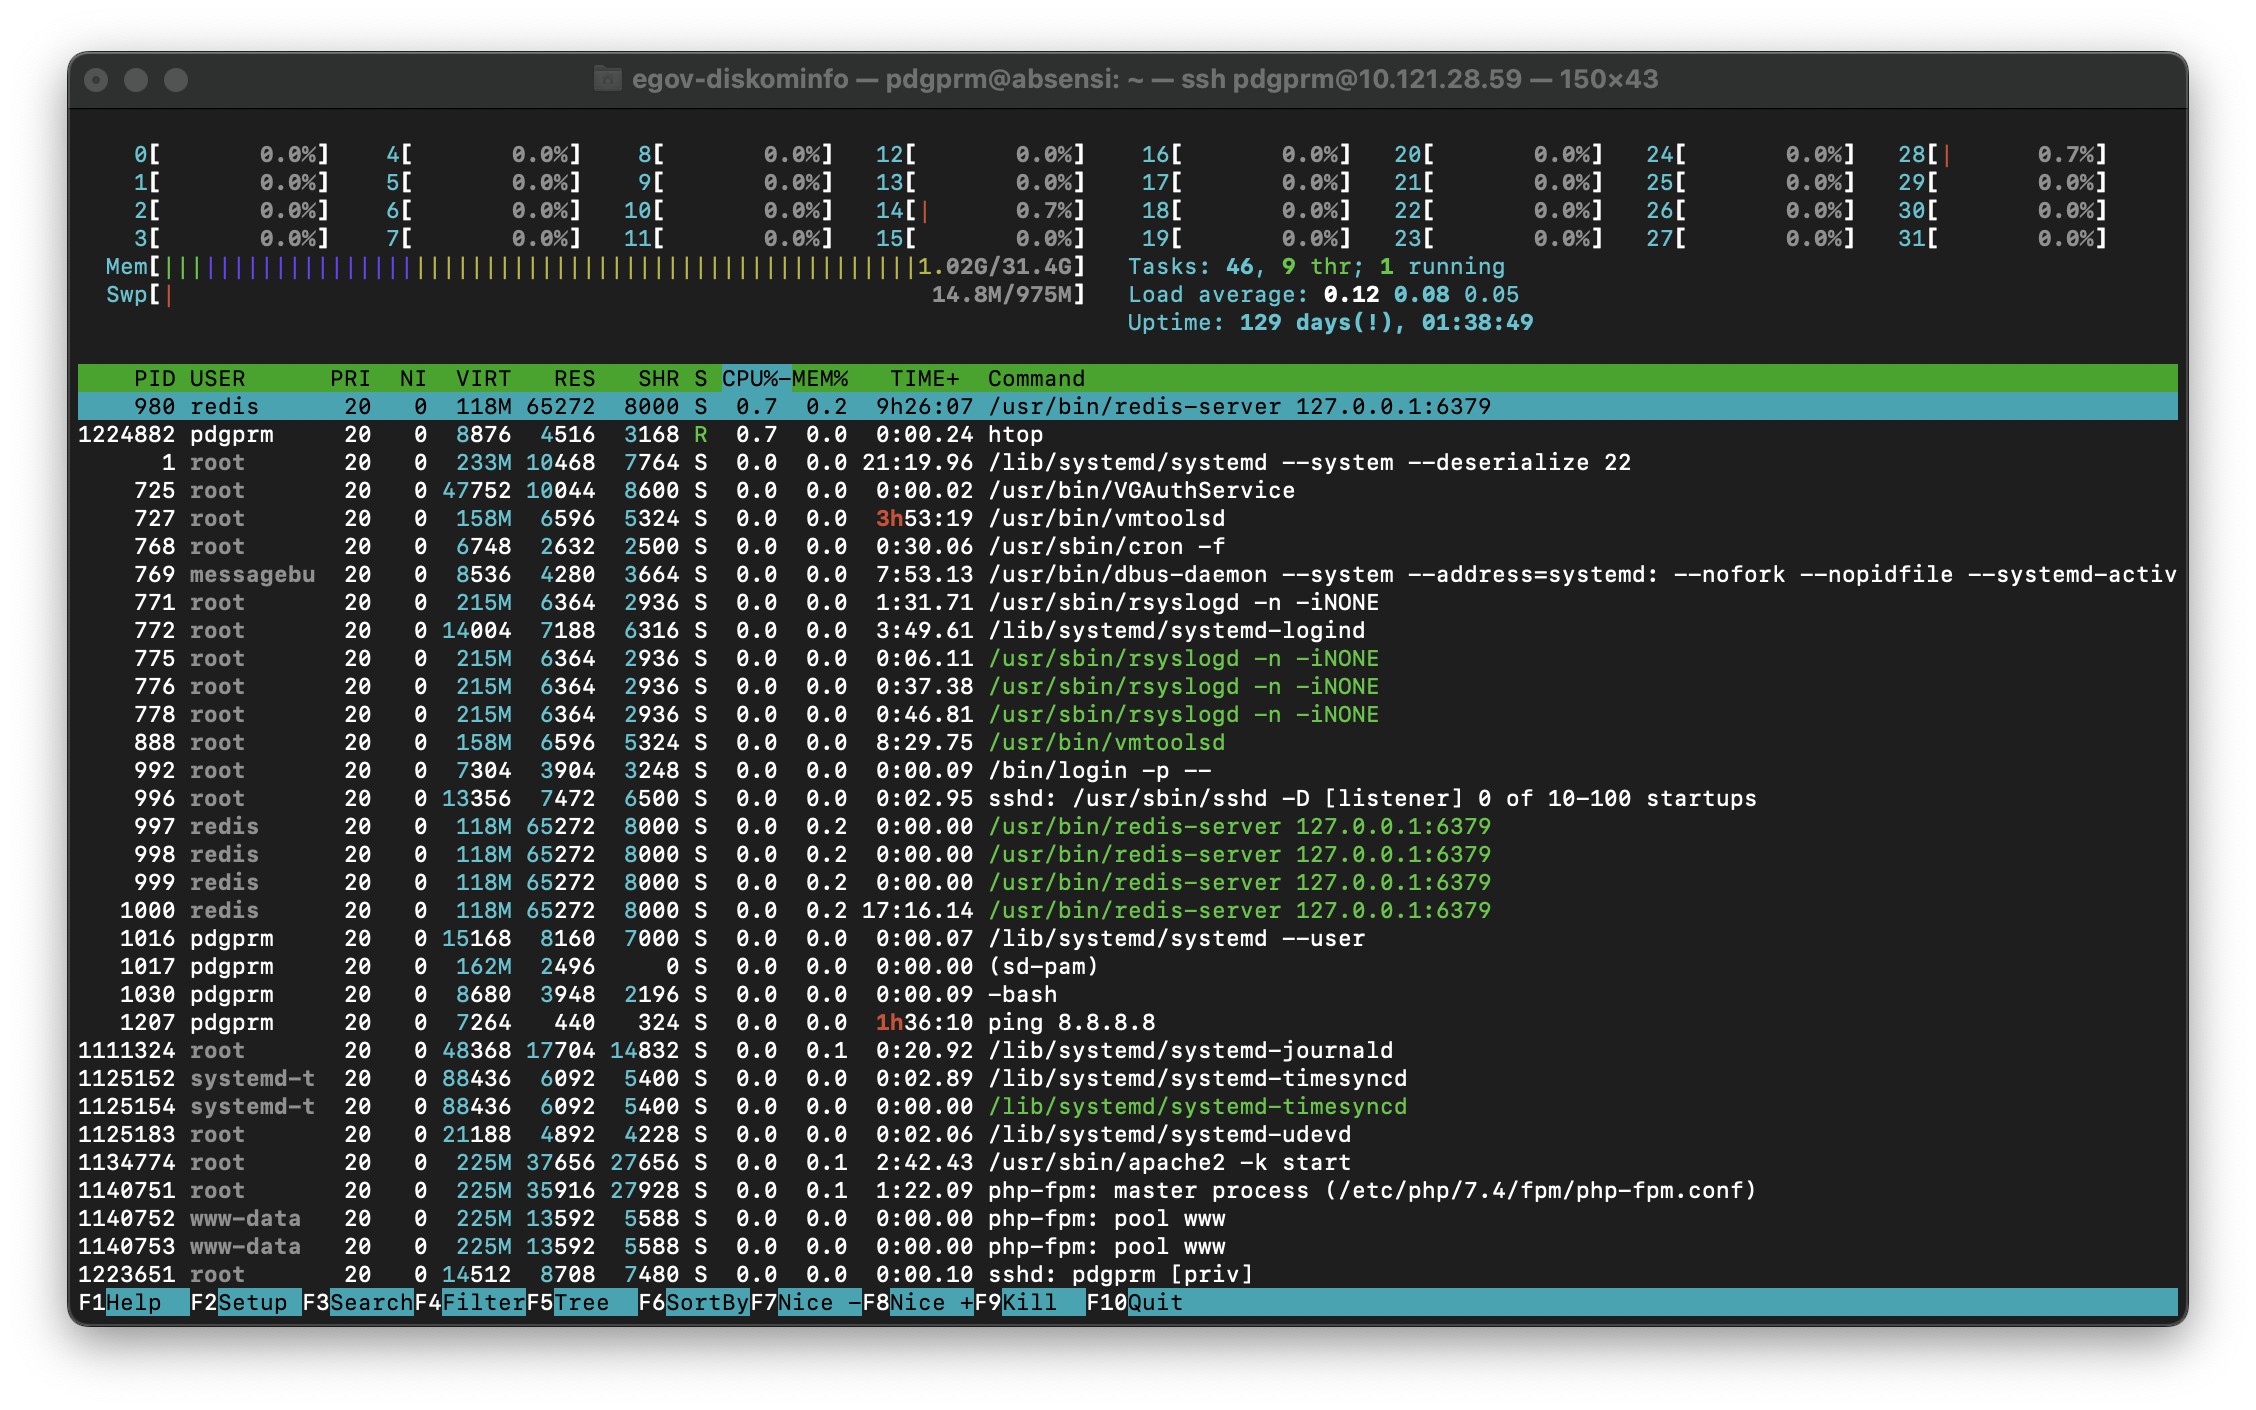 egov-diskominfo — pdgprm@absensi: ~ — ssh pdgprm@10.121.28.59 — 150×43
0[ 0.0%] 4[ 0.0%] 8[ 0.0%] 12[ 0.0%] 16[ 0.0%] 20[ 0.0%] 24[ 0.0%] 28[| 0.7%]
1[ 0.0%] 5[ 0.0%] 9[ 0.0%] 13[ 0.0%] 17[ 0.0%] 21[ 0.0%] 25[ 0.0%] 29[ 0.0%]
2[ 0.0%] 6[ 0.0%] 10[ 0.0%] 14[| 0.7%] 18[ 0.0%] 22[ 0.0%] 26[ 0.0%] 30[ 0.0%]
3[ 0.0%] 7[ 0.0%] 11[ 0.0%] 15[ 0.0%] 19[ 0.0%] 23[ 0.0%] 27[ 0.0%] 31[ 0.0%]
Mem[||||||||||||||||||||||||||||||||||||||||||||||||||||||1.02G/31.4G] Tasks: 46, 9 thr; 1 running
Swp[| 14.8M/975M] Load average: 0.12 0.08 0.05
Uptime: 129 days(!), 01:38:49
PID USER PRI NI VIRT RES SHR S CPU%-MEM% TIME+ Command
980 redis 20 0 118M 65272 8000 S 0.7 0.2 9h26:07 /usr/bin/redis-server 127.0.0.1:6379
1224882 pdgprm 20 0 8876 4516 3168 R 0.7 0.0 0:00.24 htop
1 root 20 0 233M 10468 7764 S 0.0 0.0 21:19.96 /lib/systemd/systemd --system --deserialize 22
725 root 20 0 47752 10044 8600 S 0.0 0.0 0:00.02 /usr/bin/VGAuthService
727 root 20 0 158M 6596 5324 S 0.0 0.0 3h53:19 /usr/bin/vmtoolsd
768 root 20 0 6748 2632 2500 S 0.0 0.0 0:30.06 /usr/sbin/cron -f
769 messagebu 20 0 8536 4280 3664 S 0.0 0.0 7:53.13 /usr/bin/dbus-daemon --system --address=systemd: --nofork --nopidfile --systemd-activ
771 root 20 0 215M 6364 2936 S 0.0 0.0 1:31.71 /usr/sbin/rsyslogd -n -iNONE
772 root 20 0 14004 7188 6316 S 0.0 0.0 3:49.61 /lib/systemd/systemd-logind
775 root 20 0 215M 6364 2936 S 0.0 0.0 0:06.11 /usr/sbin/rsyslogd -n -iNONE
776 root 20 0 215M 6364 2936 S 0.0 0.0 0:37.38 /usr/sbin/rsyslogd -n -iNONE
778 root 20 0 215M 6364 2936 S 0.0 0.0 0:46.81 /usr/sbin/rsyslogd -n -iNONE
888 root 20 0 158M 6596 5324 S 0.0 0.0 8:29.75 /usr/bin/vmtoolsd
992 root 20 0 7304 3904 3248 S 0.0 0.0 0:00.09 /bin/login -p --
996 root 20 0 13356 7472 6500 S 0.0 0.0 0:02.95 sshd: /usr/sbin/sshd -D [listener] 0 of 10-100 startups
997 redis 20 0 118M 65272 8000 S 0.0 0.2 0:00.00 /usr/bin/redis-server 127.0.0.1:6379
998 redis 20 0 118M 65272 8000 S 0.0 0.2 0:00.00 /usr/bin/redis-server 127.0.0.1:6379
999 redis 20 0 118M 65272 8000 S 0.0 0.2 0:00.00 /usr/bin/redis-server 127.0.0.1:6379
1000 redis 20 0 118M 65272 8000 S 0.0 0.2 17:16.14 /usr/bin/redis-server 127.0.0.1:6379
1016 pdgprm 20 0 15168 8160 7000 S 0.0 0.0 0:00.07 /lib/systemd/systemd --user
1017 pdgprm 20 0 162M 2496 0 S 0.0 0.0 0:00.00 (sd-pam)
1030 pdgprm 20 0 8680 3948 2196 S 0.0 0.0 0:00.09 -bash
1207 pdgprm 20 0 7264 440 324 S 0.0 0.0 1h36:10 ping 8.8.8.8
1111324 root 20 0 48368 17704 14832 S 0.0 0.1 0:20.92 /lib/systemd/systemd-journald
1125152 systemd-t 20 0 88436 6092 5400 S 0.0 0.0 0:02.89 /lib/systemd/systemd-timesyncd
1125154 systemd-t 20 0 88436 6092 5400 S 0.0 0.0 0:00.00 /lib/systemd/systemd-timesyncd
1125183 root 20 0 21188 4892 4228 S 0.0 0.0 0:02.06 /lib/systemd/systemd-udevd
1134774 root 20 0 225M 37656 27656 S 0.0 0.1 2:42.43 /usr/sbin/apache2 -k start
1140751 root 20 0 225M 35916 27928 S 0.0 0.1 1:22.09 php-fpm: master process (/etc/php/7.4/fpm/php-fpm.conf)
1140752 www-data 20 0 225M 13592 5588 S 0.0 0.0 0:00.00 php-fpm: pool www
1140753 www-data 20 0 225M 13592 5588 S 0.0 0.0 0:00.00 php-fpm: pool www
1223651 root 20 0 14512 8708 7480 S 0.0 0.0 0:00.10 sshd: pdgprm [priv]
F1Help F2Setup F3SearchF4FilterF5Tree F6SortByF7Nice -F8Nice +F9Kill F10Quit